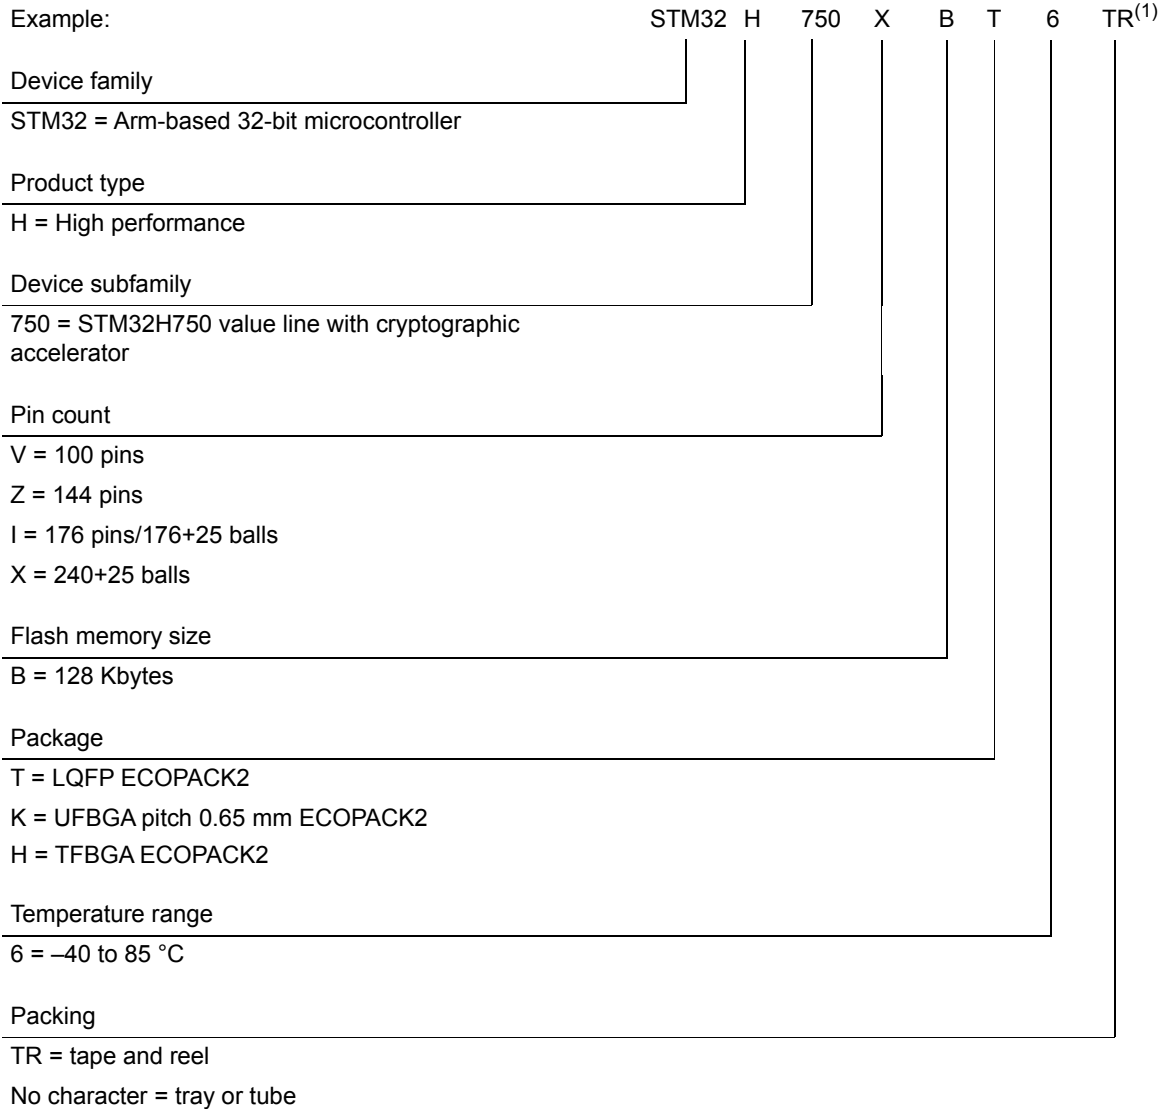 Example: STM32 H 750 X B T 6 TR(1)
Device family
STM32 = Arm-based 32-bit microcontroller
Product type
H = High performance
Device subfamily
750 = STM32H750 value line with cryptographic
accelerator
Pin count
V = 100 pins
Z = 144 pins
I = 176 pins/176+25 balls
X = 240+25 balls
Flash memory size
B = 128 Kbytes
Package
T = LQFP ECOPACK2
K = UFBGA pitch 0.65 mm ECOPACK2
H = TFBGA ECOPACK2
Temperature range
6 = –40 to 85 °C
Packing
TR = tape and reel
No character = tray or tube